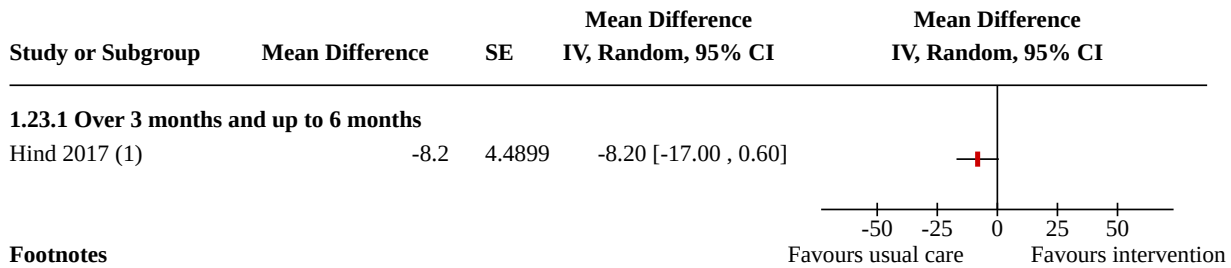 Mean Difference Mean Difference
Study or Subgroup Mean Difference SE IV, Random, 95% CI IV, Random, 95% CI
1.23.1 Over 3 months and up to 6 months
Hind 2017 (1) -8.2 4.4899 -8.20 [-17.00 , 0.60]
-50 -25 0 25 50
Footnotes Favours usual care Favours intervention